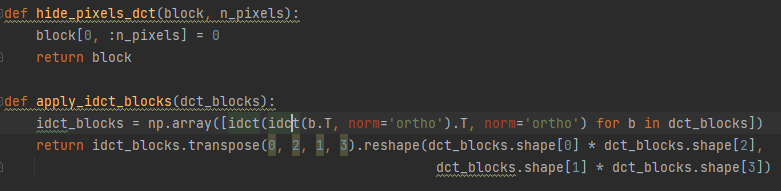 def hide_pixels_dct(block, n_pixels):
    block[0, :n_pixels] = 0
    return block
def apply_idct_blocks(dct_blocks):
    idct_blocks = np.array([idct(idct(b.T, norm='ortho').T, norm='ortho') for b in dct_blocks])
    return idct_blocks.transpose(0, 2, 1, 3).reshape(dct_blocks.shape[0] * dct_blocks.shape[2],
                                                     dct_blocks.shape[1] * dct_blocks.shape[3])